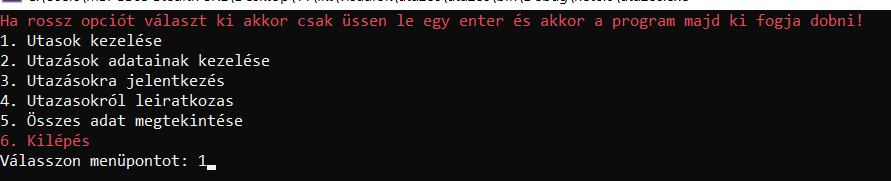 Ha rossz opciót választ ki akkor csak üssen le egy enter és akkor a program majd ki fogja dobni!
1. Utasok kezelése
2. Utazások adatainak kezelése
3. Utazásokra jelentkezés
4. Utazasokról leiratkozas
5. Összes adat megtekintése
6. Kilépés
Válasszon menüpontot: 1